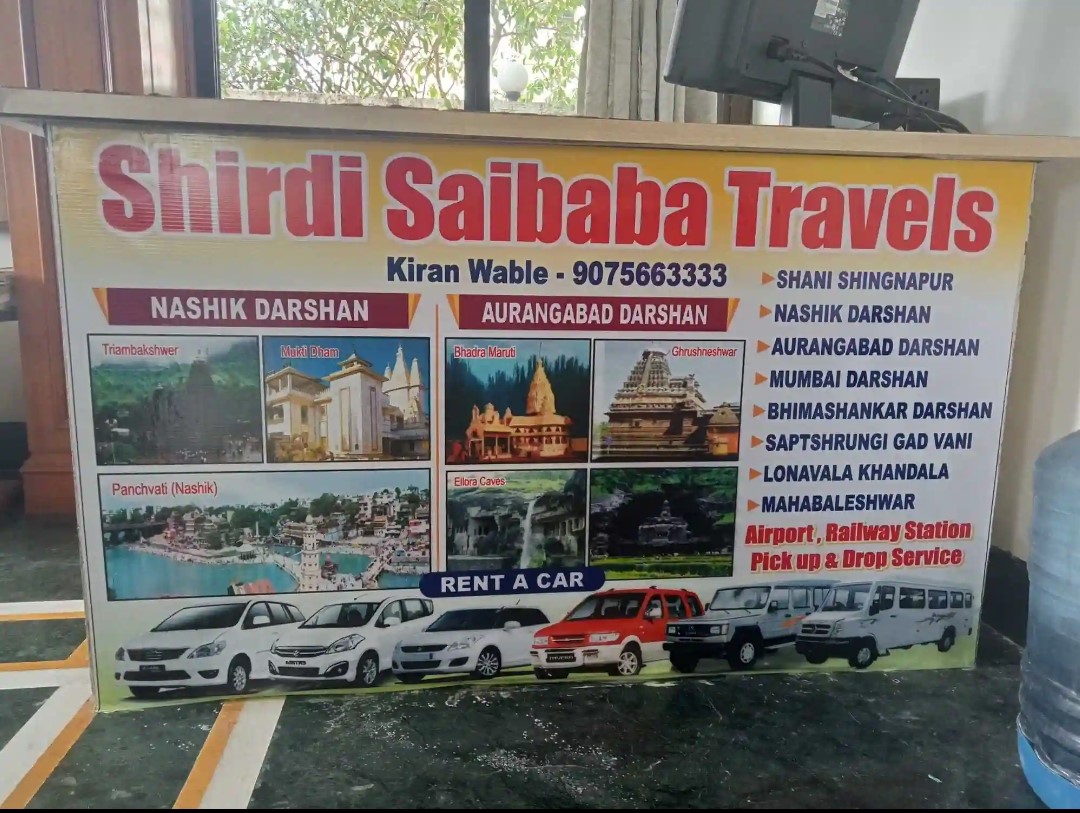 Shirdi Saibaba Travels
Kiran Wable - 9075663333
NASHIK DARSHAN
Triambakshwer
Mukti Dham
Panchvati (Nashik)
AURANGABAD DARSHAN
Bhadra Maruti
Ghrushneshwar
Ellora Caves
SHANI SHINGNAPUR
NASHIK DARSHAN
AURANGABAD DARSHAN
MUMBAI DARSHAN
BHIMASHANKAR DARSHAN
SAPTSHRUNGI GAD VANI
LONAVALA KHANDALA
MAHABALESHWAR
Airport, Railway Station
Pick up & Drop Service
RENT A CAR